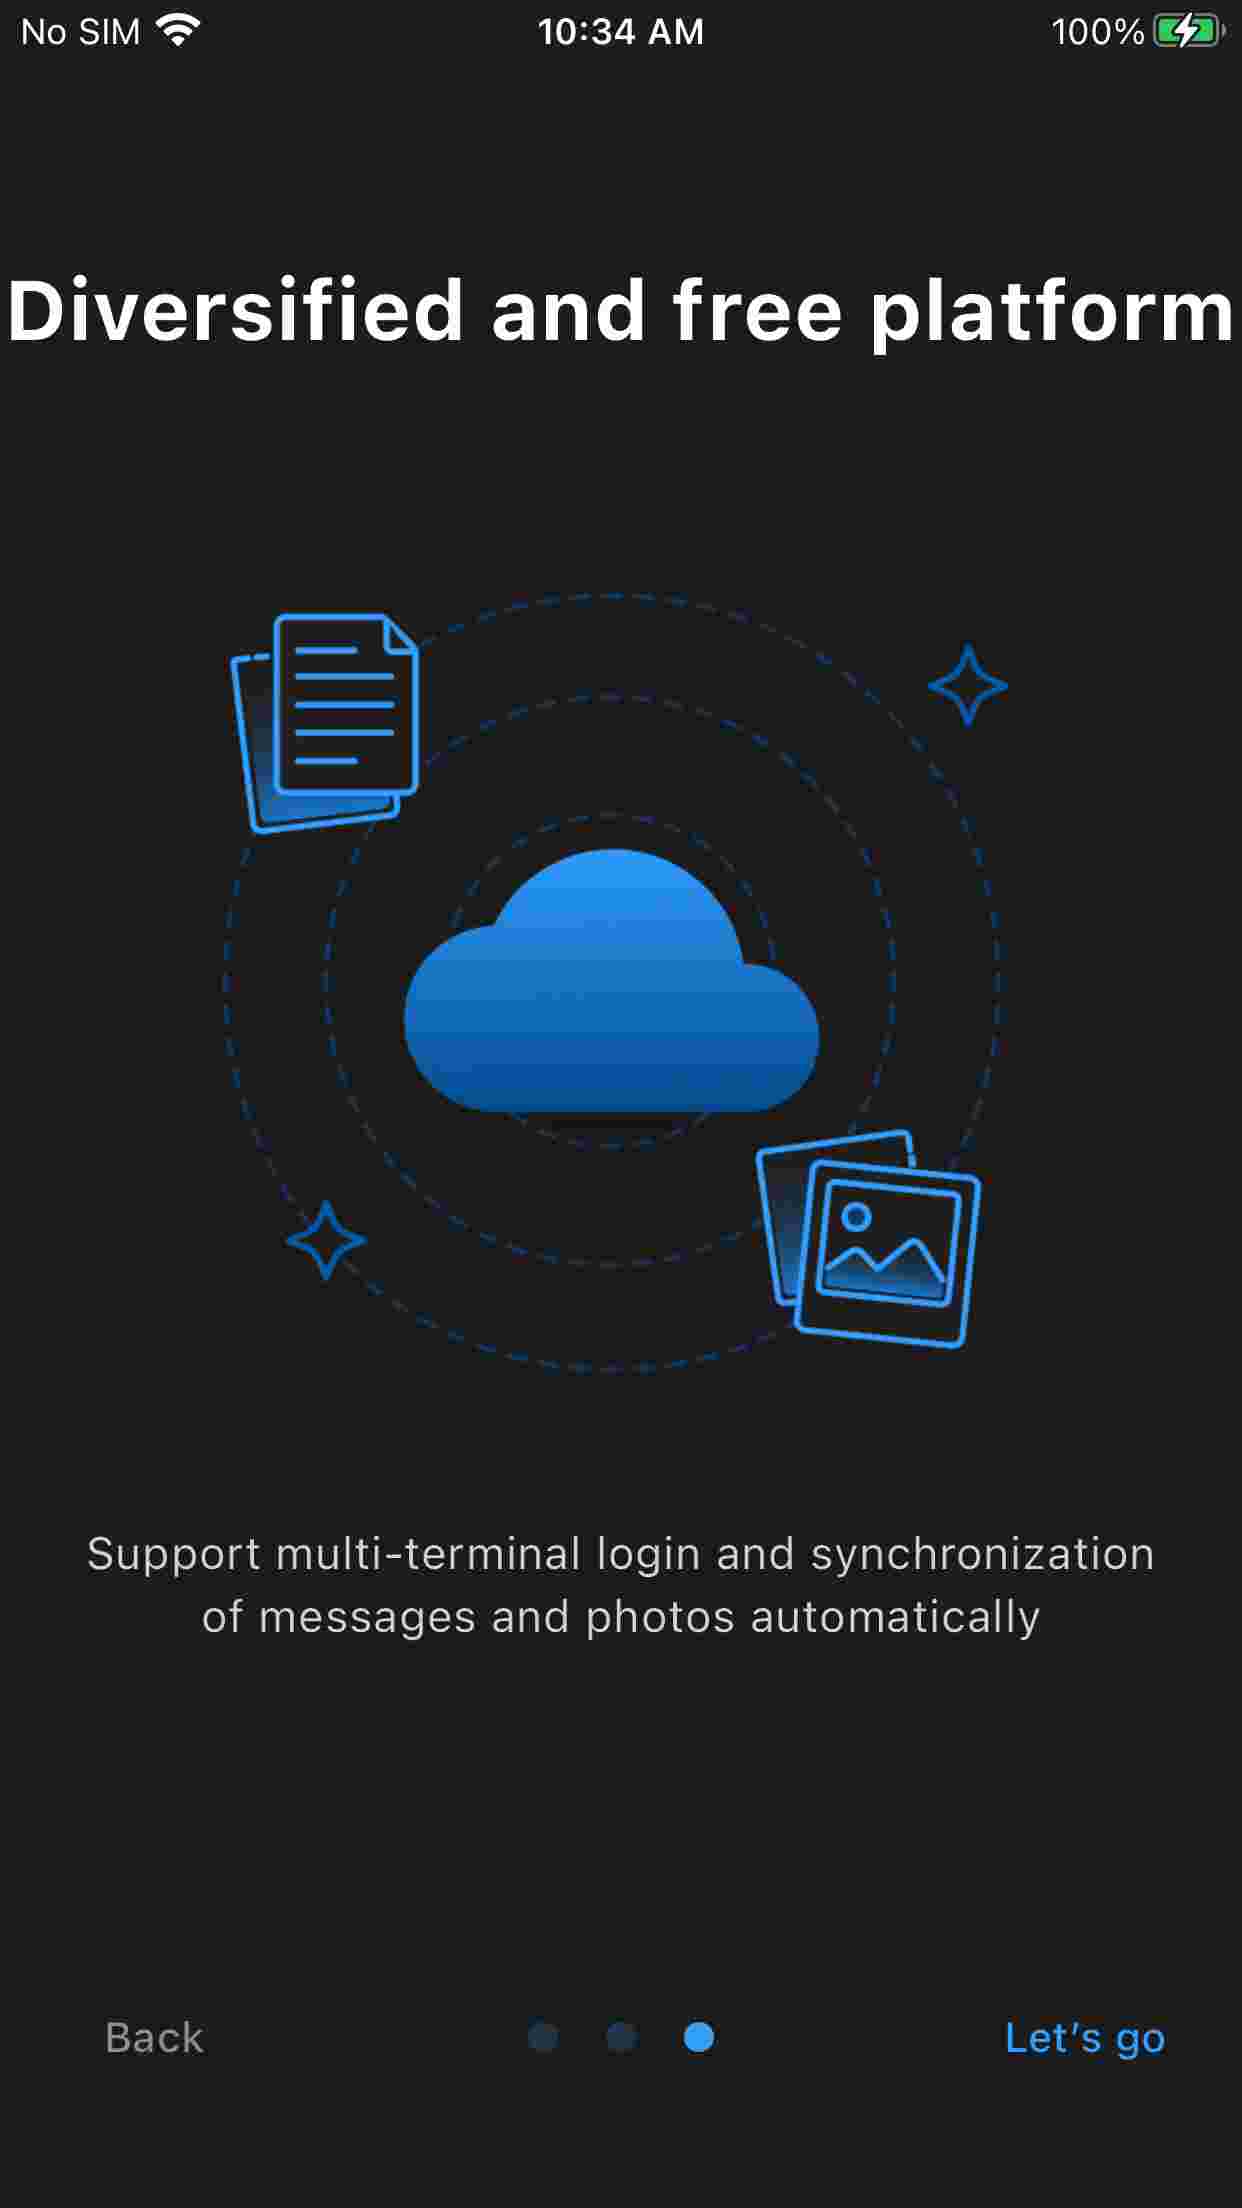 No SIM 10:34 AM 100%
Diversified and free platform
Support multi-terminal login and synchronization
of messages and photos automatically
Back Let’s go